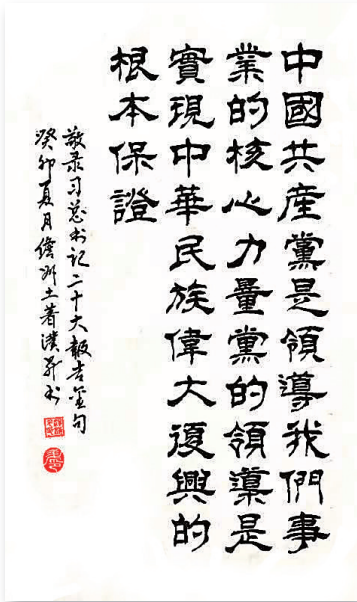 中國共產黨是領導我們事
業的核心力量黨的領導是
實現中華民族偉大復興的
根本保證
敬录习总书记二十大報告金句
癸卯夏月儋州土著漢书